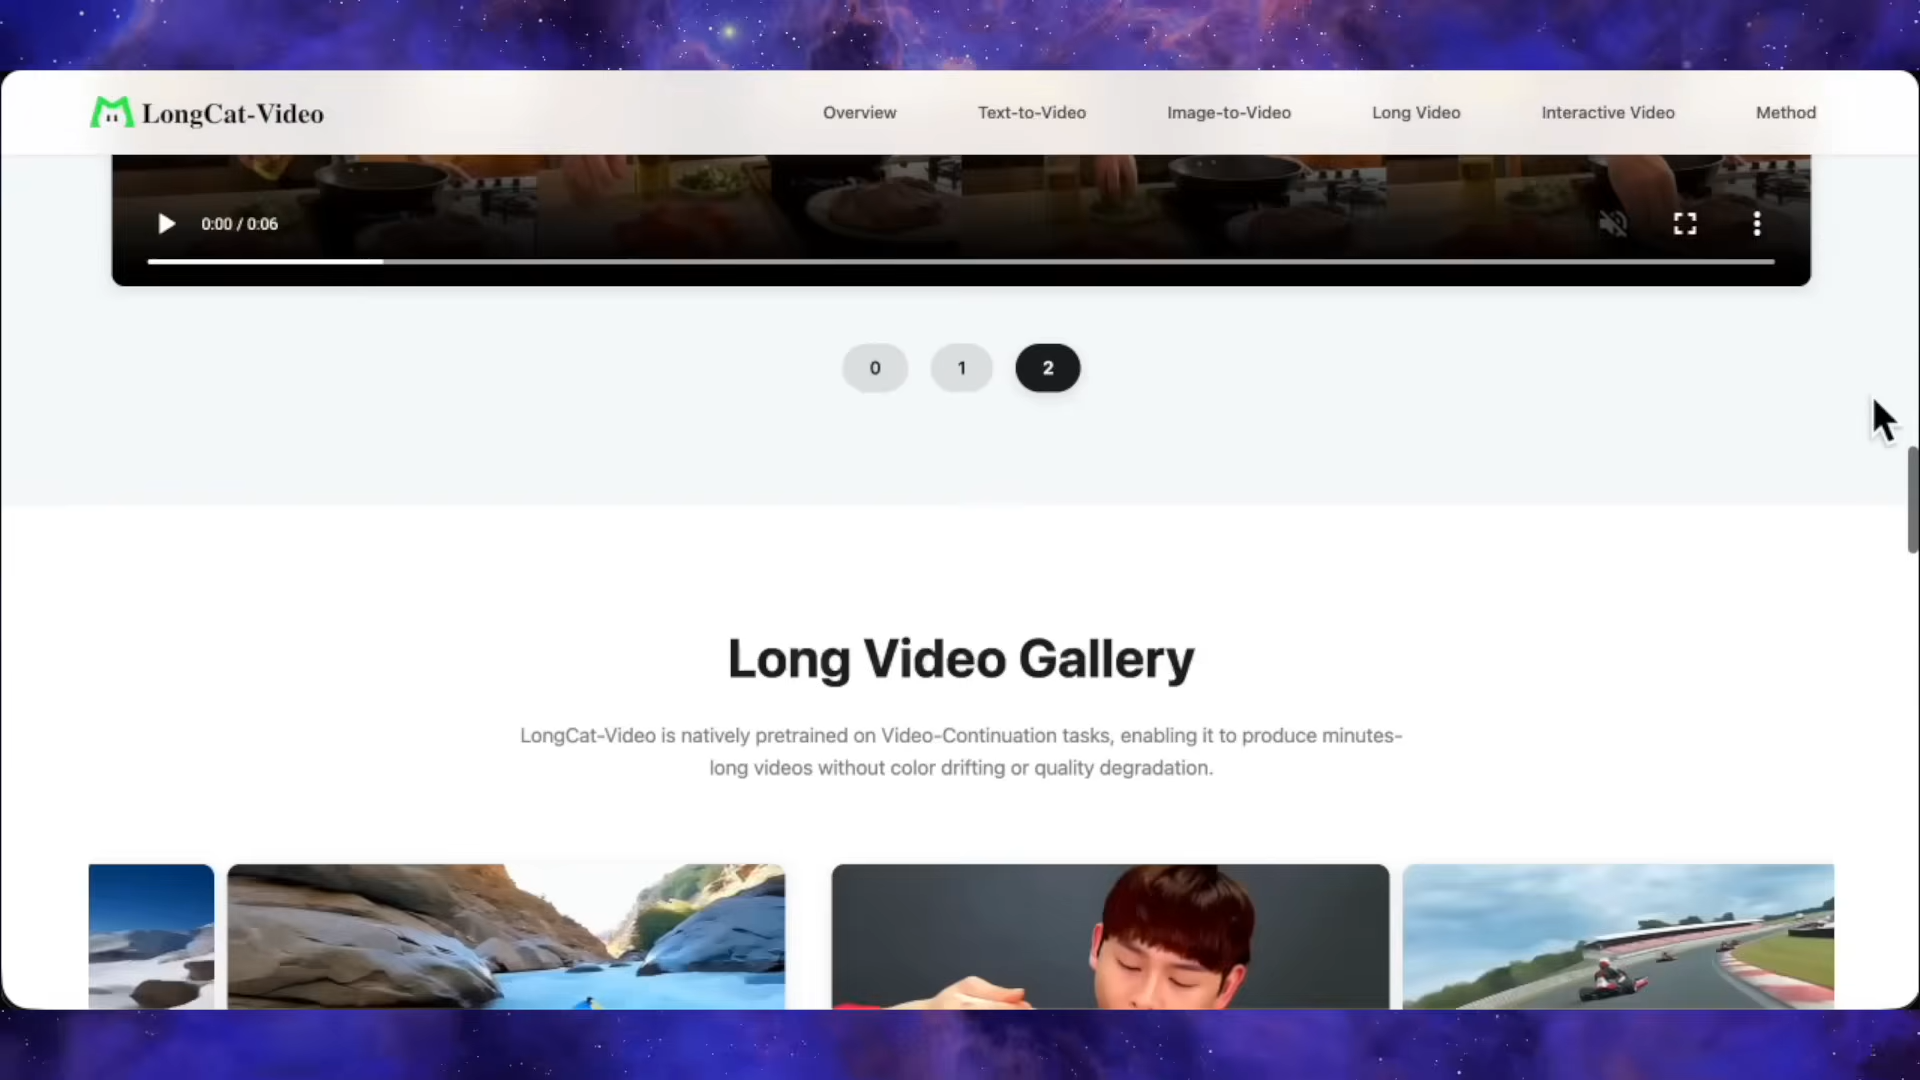 LongCat-Video
Overview
Text-to-Video
Image-to-Video
Long Video
Interactive Video
Method
0:00 / 0:06
0
1
2
Long Video Gallery
LongCat-Video is natively pretrained on Video-Continuation tasks, enabling it to produce minutes-
long videos without color drifting or quality degradation.